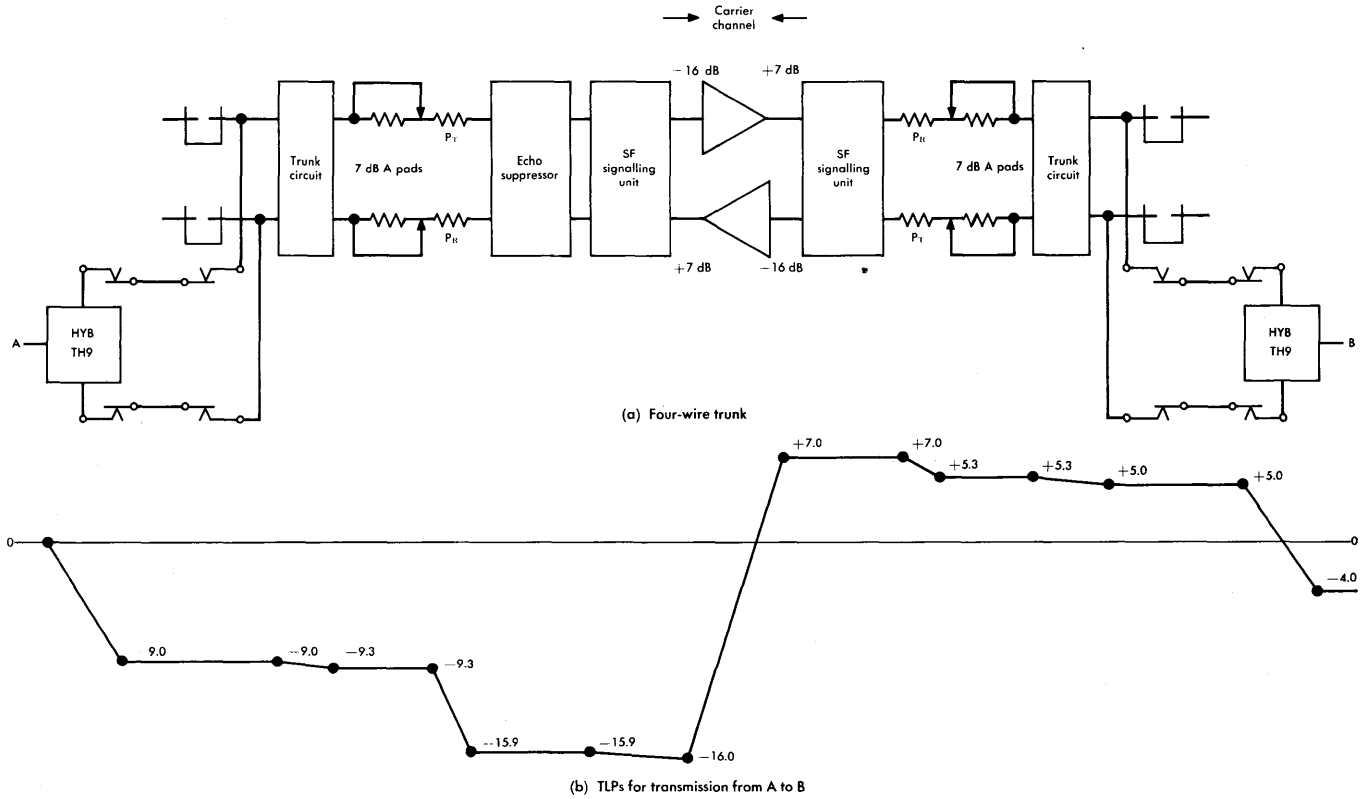 Carrier
channel
– 16 dB
+7 dB
Trunk
circuit
7 dB A pads
PT
PR
Echo
suppressor
SF
signalling
unit
+7 dB
–16 dB
SF
signalling
unit
PR
PT
7 dB A pads
Trunk
circuit
A
HYB
TH9
HYB
TH9
B
(a) Four-wire trunk
+7.0
+7.0
+5.3
+5.3
+5.0
+5.0
0
0
–4.0
9.0
–9.0
–9.3
–9.3
--15.9
–15.9
–16.0
(b) TLPs for transmission from A to B